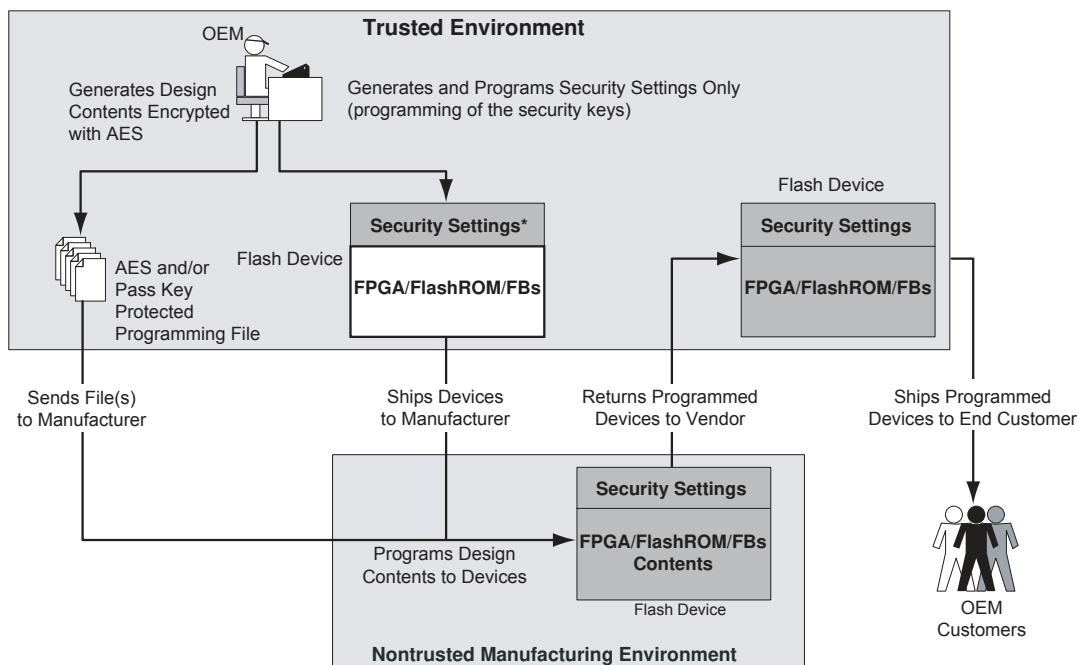 Trusted Environment
OEM
Generates Design
Contents Encrypted
with AES
Generates and Programs Security Settings Only
(programming of the security keys)
AES and/or
Pass Key
Protected
Programming File
Flash Device
Security Settings*
FPGA/FlashROM/FBs
Flash Device
Security Settings
FPGA/FlashROM/FBs
Sends File(s)
to Manufacturer
Ships Devices
to Manufacturer
Returns Programmed
Devices to Vendor
Ships Programmed
Devices to End Customer
Programs Design
Contents to Devices
Security Settings
FPGA/FlashROM/FBs
Contents
Flash Device
OEM
Customers
Nontrusted Manufacturing Environment